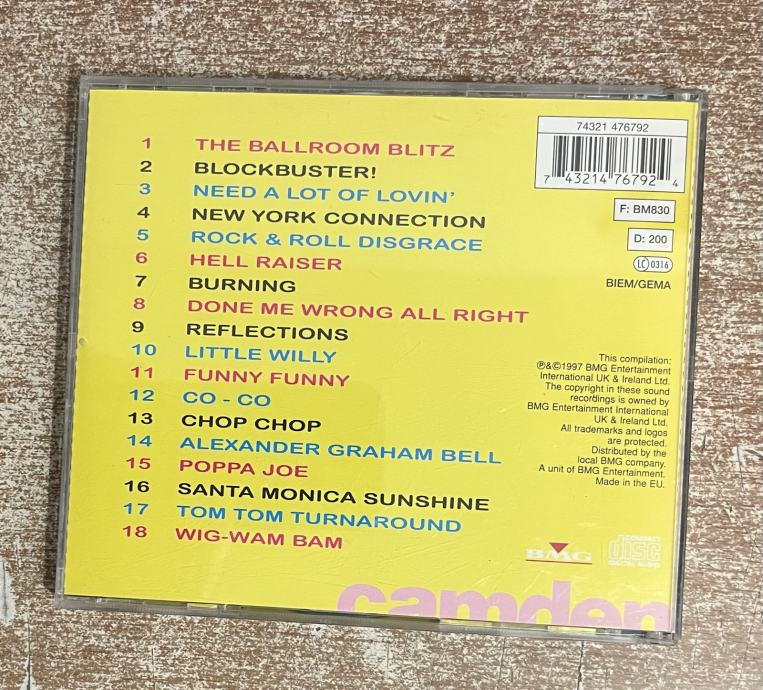 1 THE BALLROOM BLITZ
2 BLOCKBUSTER!
3 NEED A LOT OF LOVIN'
4 NEW YORK CONNECTION
5 ROCK & ROLL DISGRACE
6 HELL RAISER
7 BURNING
8 DONE ME WRONG ALL RIGHT
9 REFLECTIONS
10 LITTLE WILLY
11 FUNNY FUNNY
12 CO - CO
13 CHOP CHOP
14 ALEXANDER GRAHAM BELL
15 POPPA JOE
16 SANTA MONICA SUNSHINE
17 TOM TOM TURNAROUND
18 WIG-WAM BAM
74321 476792
7 43214 76792 4
F: BM830
D: 200
LC 0316
BIEM/GEMA
This compilation:
℗&©1997 BMG Entertainment
International UK & Ireland Ltd.
The copyright in these sound
recordings is owned by
BMG Entertainment International
UK & Ireland Ltd.
All trademarks and logos
are protected.
Distributed by the
local BMG company.
A unit of BMG Entertainment.
Made in the EU.
BMG
COMPACT
disc
DIGITAL AUDIO
camden